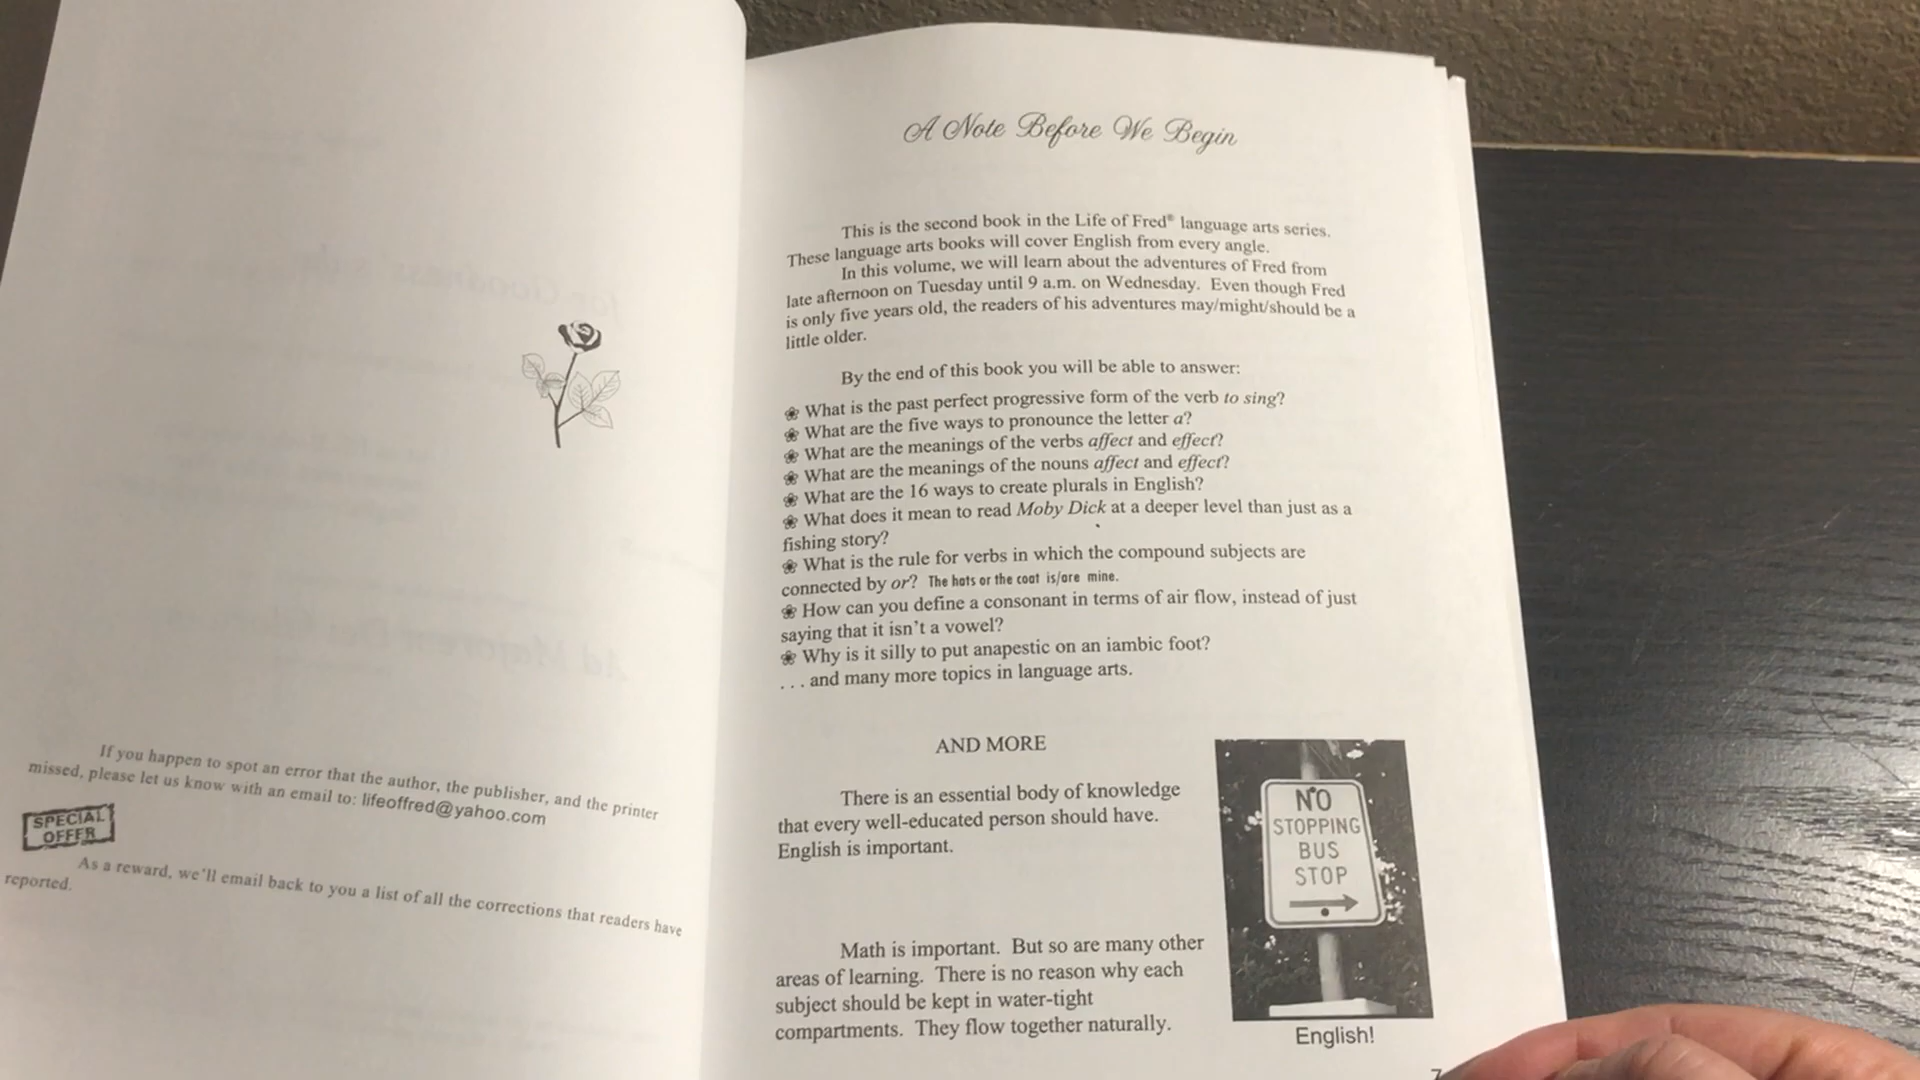 If you happen to spot an error that the author, the publisher, and the printer
missed, please let us know with an email to: lifeoffred@yahoo.com
SPECIAL
OFFER
As a reward, we'll email back to you a list of all the corrections that readers have
reported.
A Note Before We Begin
This is the second book in the Life of Fred® language arts series.
These language arts books will cover English from every angle.
In this volume, we will learn about the adventures of Fred from
late afternoon on Tuesday until 9 a.m. on Wednesday. Even though Fred
is only five years old, the readers of his adventures may/might/should be a
little older.
By the end of this book you will be able to answer:
❀ What is the past perfect progressive form of the verb to sing?
❀ What are the five ways to pronounce the letter a?
❀ What are the meanings of the verbs affect and effect?
❀ What are the meanings of the nouns affect and effect?
❀ What are the 16 ways to create plurals in English?
❀ What does it mean to read Moby Dick at a deeper level than just as a
fishing story?
❀ What is the rule for verbs in which the compound subjects are
connected by or? The hats or the coat is/are mine.
❀ How can you define a consonant in terms of air flow, instead of just
saying that it isn't a vowel?
❀ Why is it silly to put anapestic on an iambic foot?
. . . and many more topics in language arts.
AND MORE
There is an essential body of knowledge
that every well-educated person should have.
English is important.
NO
STOPPING
BUS
STOP
English!
Math is important. But so are many other
areas of learning. There is no reason why each
subject should be kept in water-tight
compartments. They flow together naturally.
7